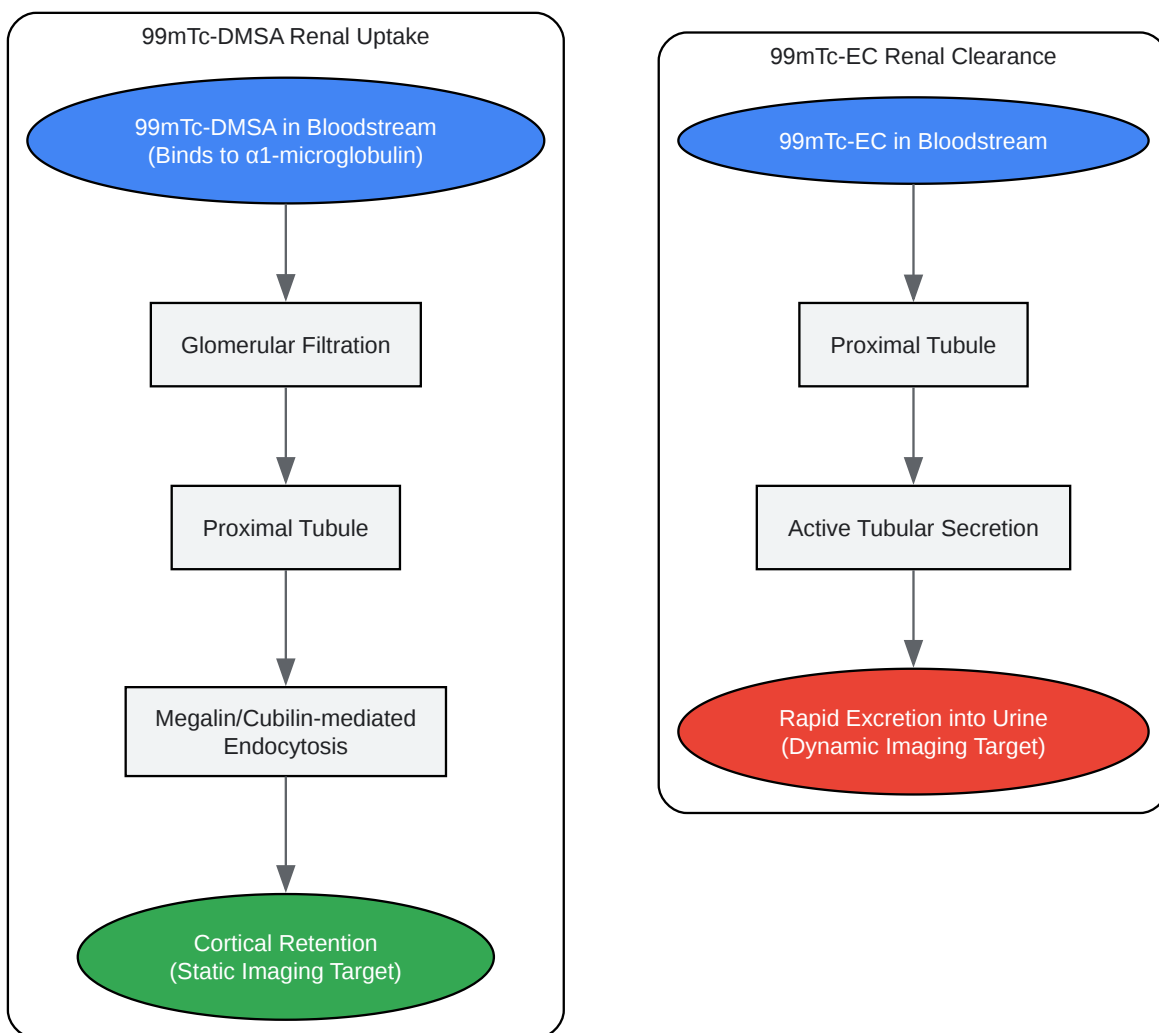 99mTc-DMSA Renal Uptake
99mTc-DMSA in Bloodstream
(Binds to α1-microglobulin)
Glomerular Filtration
Proximal Tubule
Megalin/Cubilin-mediated
Endocytosis
Cortical Retention
(Static Imaging Target)
99mTc-EC Renal Clearance
99mTc-EC in Bloodstream
Proximal Tubule
Active Tubular Secretion
Rapid Excretion into Urine
(Dynamic Imaging Target)